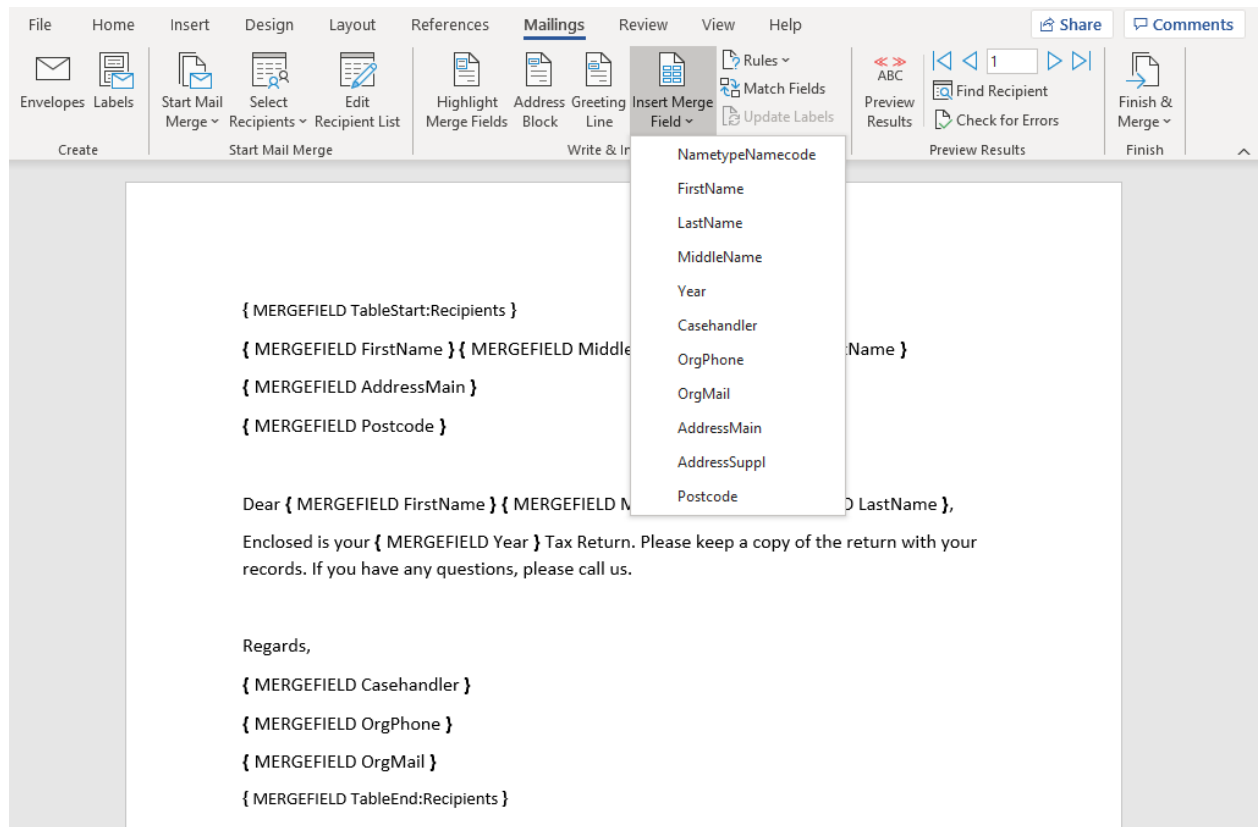 File Home Insert Design Layout References Mailings Review View Help Share Comments
Envelopes Labels Start Mail Merge Select Recipients Edit Recipient List Highlight Merge Fields Address Block Greeting Line Insert Merge Field Rules Match Fields Update Labels ABC Preview Results 1 Find Recipient Check for Errors Finish & Merge
Create Start Mail Merge Write & In Preview Results Finish
NametypeNamecode
FirstName
LastName
MiddleName
Year
Casehandler
OrgPhone
OrgMail
AddressMain
AddressSuppl
Postcode
{ MERGEFIELD TableStart:Recipients }
{ MERGEFIELD FirstName } { MERGEFIELD Middle tName }
{ MERGEFIELD AddressMain }
{ MERGEFIELD Postcode }
Dear { MERGEFIELD FirstName } { MERGEFIELD M D LastName },
Enclosed is your { MERGEFIELD Year } Tax Return. Please keep a copy of the return with your
records. If you have any questions, please call us.
Regards,
{ MERGEFIELD Casehandler }
{ MERGEFIELD OrgPhone }
{ MERGEFIELD OrgMail }
{ MERGEFIELD TableEnd:Recipients }